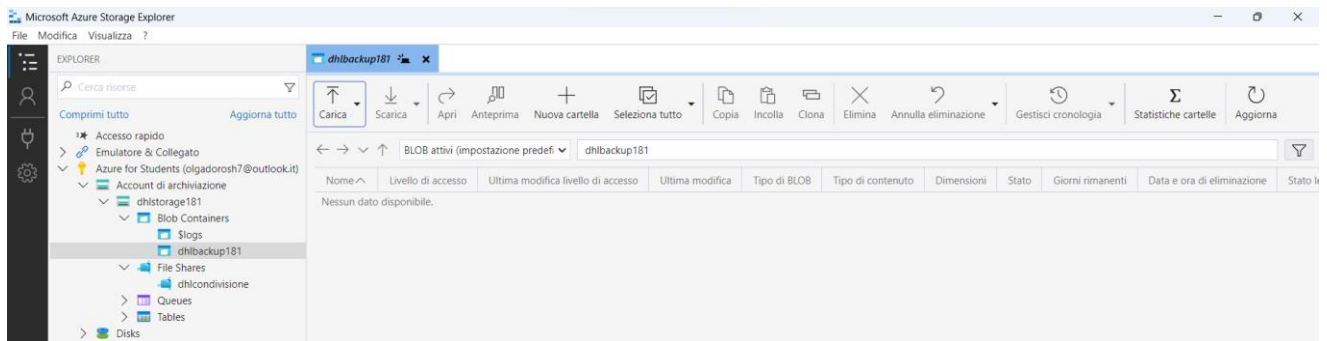 Microsoft Azure Storage Explorer
File Modifica Visualizza ?
EXPLORER
Cerca risorse
Comprimi tutto Aggiorna tutto
Accesso rapido
Emulatore & Collegato
Azure for Students (olgadorosh7@outlook.it)
Account di archiviazione
dhlstorage181
Blob Containers
$logs
dhlbackup181
File Shares
dhlcondivisione
Queues
Tables
Disks
dhlbackup181
Carica Scarica Apri Anteprima Nuova cartella Seleziona tutto Copia Incolla Clona Elimina Annulla eliminazione Gestisci cronologia Statistiche cartelle Aggiorna
BLOB attivi (impostazione predefi dhlbackup181
Nome Livello di accesso Ultima modifica livello di accesso Ultima modifica Tipo di BLOB Tipo di contenuto Dimensioni Stato Giorni rimanenti Data e ora di eliminazione Stato le
Nessun dato disponibile.